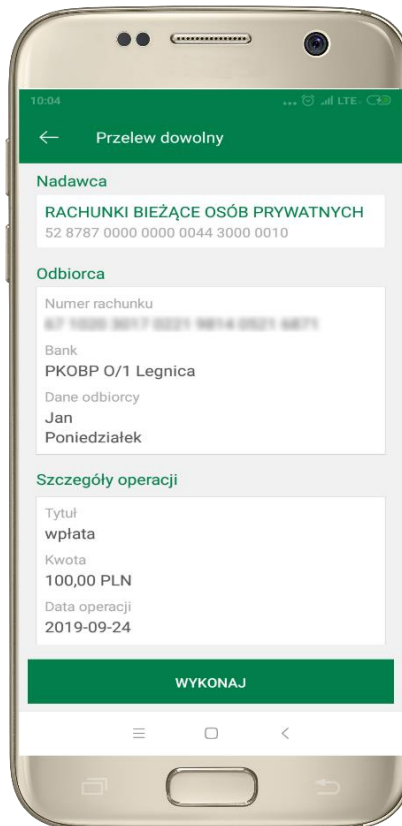 10:04
... LTE
Przelew dowolny
Nadawca
RACHUNKI BIEŻĄCE OSÓB PRYWATNYCH
52 8787 0000 0000 0044 3000 0010
Odbiorca
Numer rachunku
Bank
PKOBP O/1 Legnica
Dane odbiorcy
Jan
Poniedziałek
Szczegóły operacji
Tytuł
wpłata
Kwota
100,00 PLN
Data operacji
2019-09-24
WYKONAJ